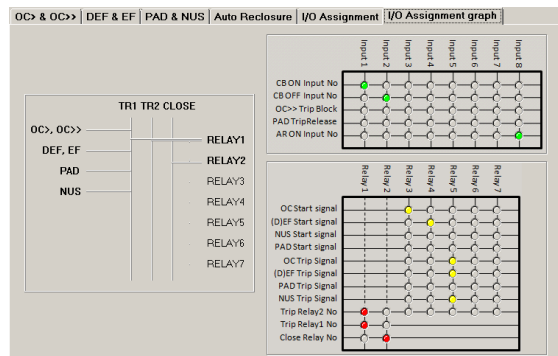 OC> & OC>> DEF & EF PAD & NUS Auto Reclosure I/O Assignment I/O Assignment graph
Input 1 Input 2 Input 3 Input 4 Input 5 Input 6 Input 7 Input 8
CB ON Input No
CB OFF Input No
OC>> Trip Block
PAD TripRelease
AR ON Input No
TR1 TR2 CLOSE
OC>, OC>>
DEF, EF
PAD
NUS
RELAY1
RELAY2
RELAY3
RELAY4
RELAY5
RELAY6
RELAY7
Relay 1 Relay 2 Relay 3 Relay 4 Relay 5 Relay 6 Relay 7
OC Start signal
(D)EF Start signal
NUS Start signal
PAD Start signal
OC Trip Signal
(D)EF Trip Signal
PAD Trip Signal
NUS Trip Signal
Trip Relay2 No
Trip Relay1 No
Close Relay No